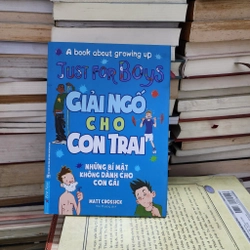 A book about growing up
JUST FOR BOYS
GIẢI NGỐ
CHO
CON TRAI
NHỮNG BÍ MẬT
KHÔNG DÀNH CHO
CON GÁI
MATT CROSSICK